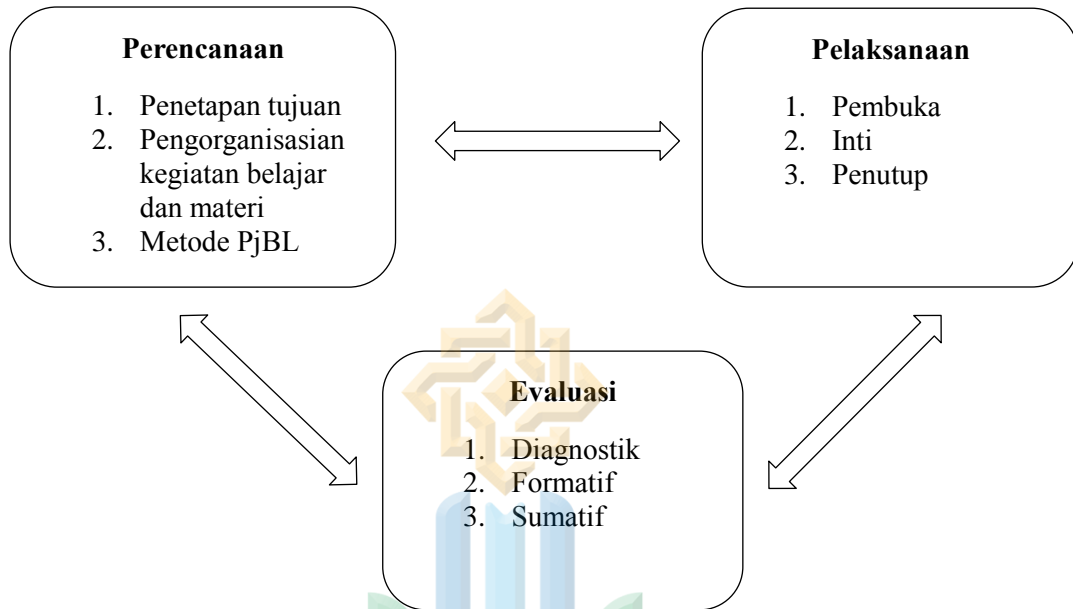 Perencanaan
1. Penetapan tujuan
2. Pengorganisasian
kegiatan belajar
dan materi
3. Metode PjBL
Pelaksanaan
1. Pembuka
2. Inti
3. Penutup
Evaluasi
1. Diagnostik
2. Formatif
3. Sumatif